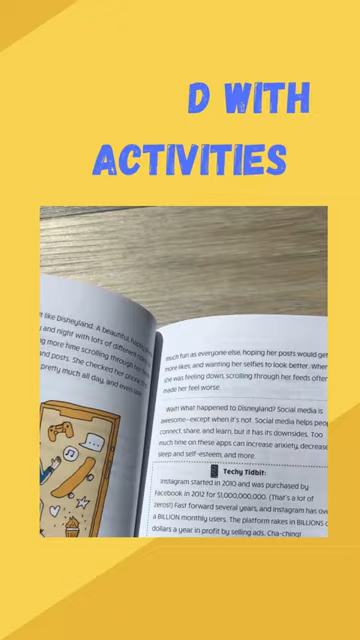 D WITH
ACTIVITIES
like Disneyland. A beautiful,
and night with lots of different
more time scrolling through her
and posts. She checked her phone
pretty much all day, and even
much fun as everyone else, hoping her posts would get
more likes, and wanting her selfies to look better. When
she was feeling down, scrolling through her feeds often
made her feel worse.
Wait! What happened to Disneyland? Social media is
awesome—except when it's not. Social media helps
connect, share, and learn, but it has its downsides. Too
much time on these apps can increase anxiety, decrease
sleep and self-esteem, and more.
Techy Tidbit:
Instagram started in 2010 and was purchased by
Facebook in 2012 for $1,000,000,000. (That's a lot of
zeros!) Fast forward several years, and Instagram has
a BILLION monthly users. The platform rakes in BILLIONS
dollars a year in profit by selling ads. Cha-ching!